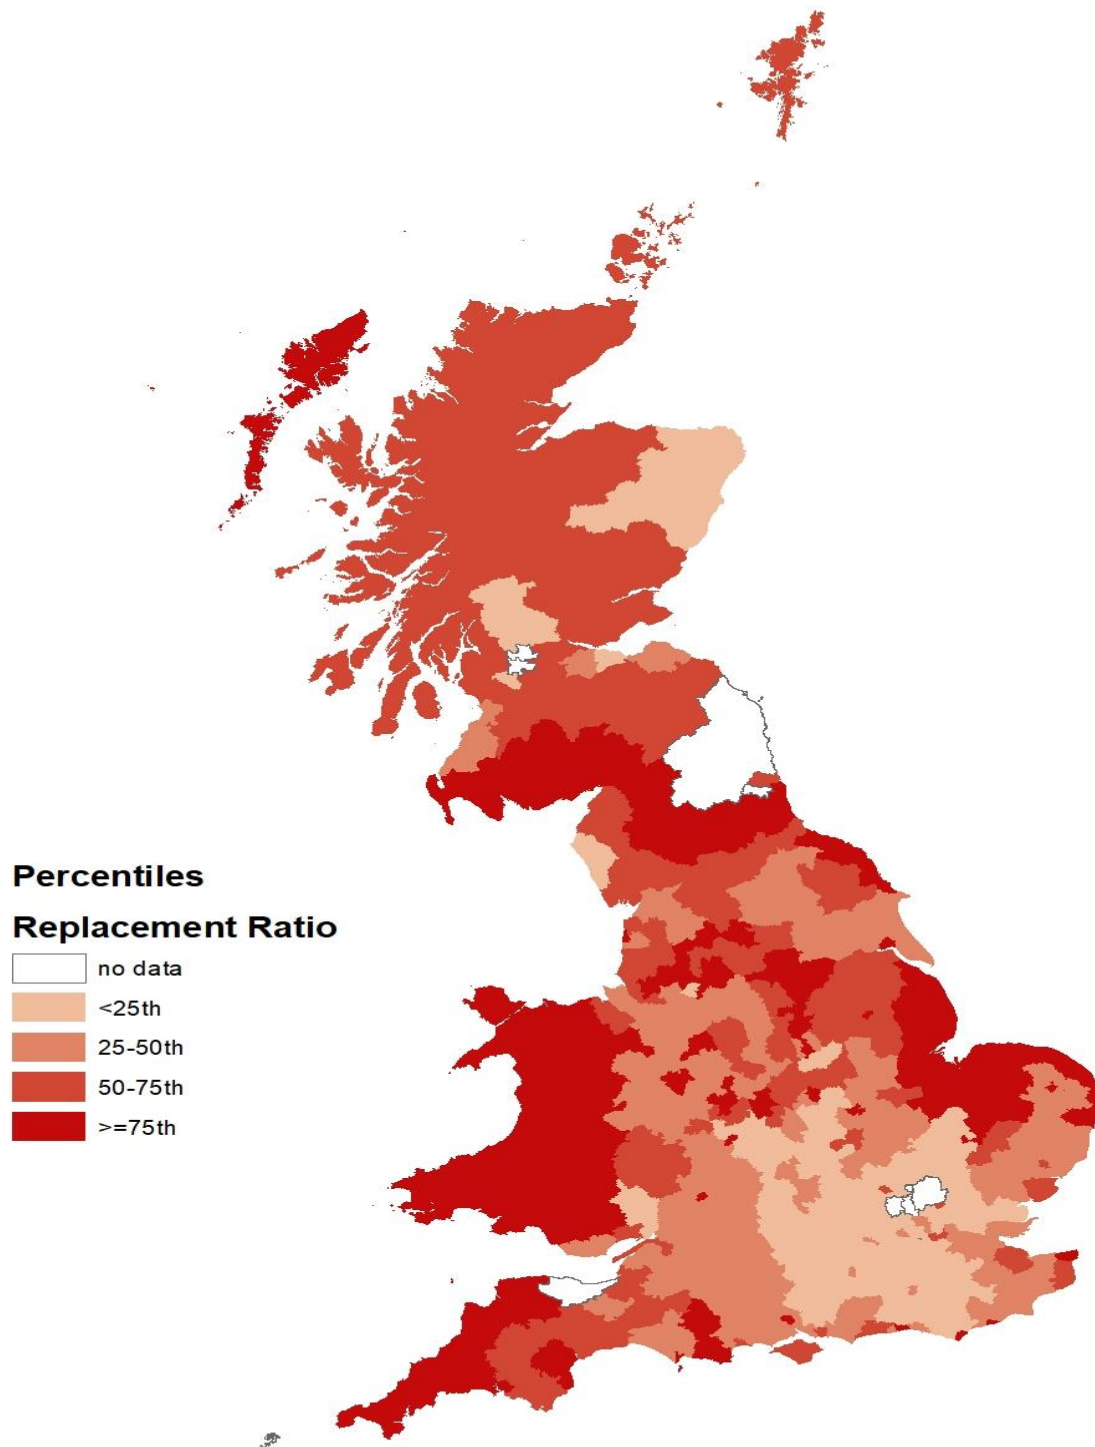 Percentiles
Replacement Ratio
no data
<25th
25-50th
50-75th
>=75th